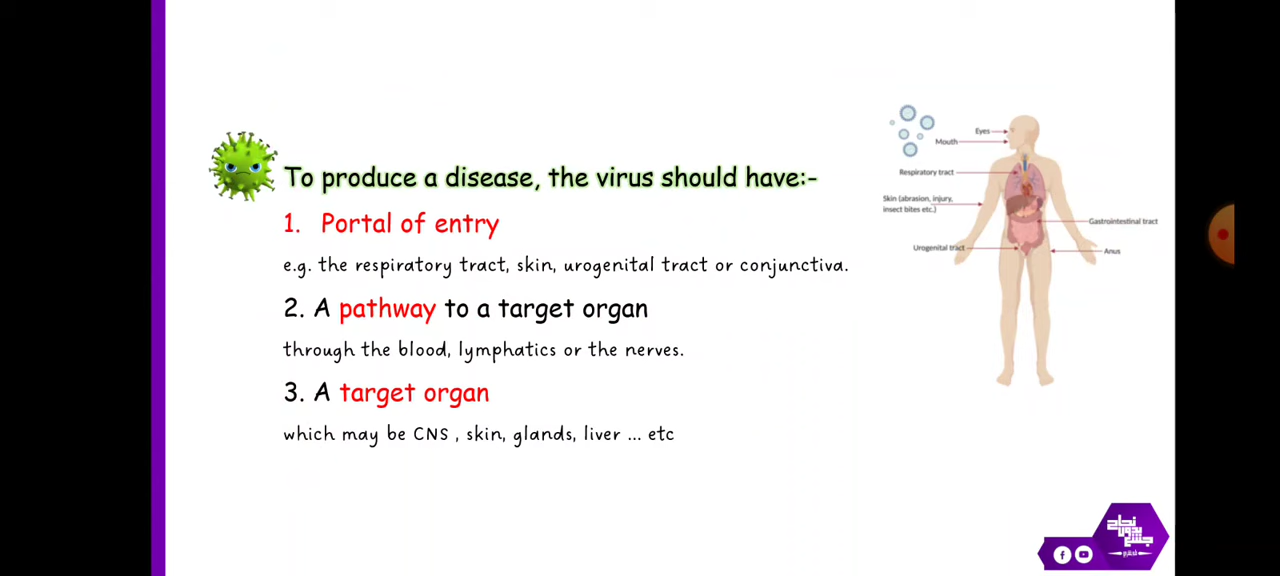 To produce a disease, the virus should have:-
1. Portal of entry
e.g. the respiratory tract, skin, urogenital tract or conjunctiva.
2. A pathway to a target organ
through the blood, lymphatics or the nerves.
3. A target organ
which may be CNS , skin, glands, liver ... etc
Eyes
Mouth
Respiratory tract
Skin (abrasion, injury,
insect bites etc.)
Gastrointestinal tract
Urogenital tract
Anus